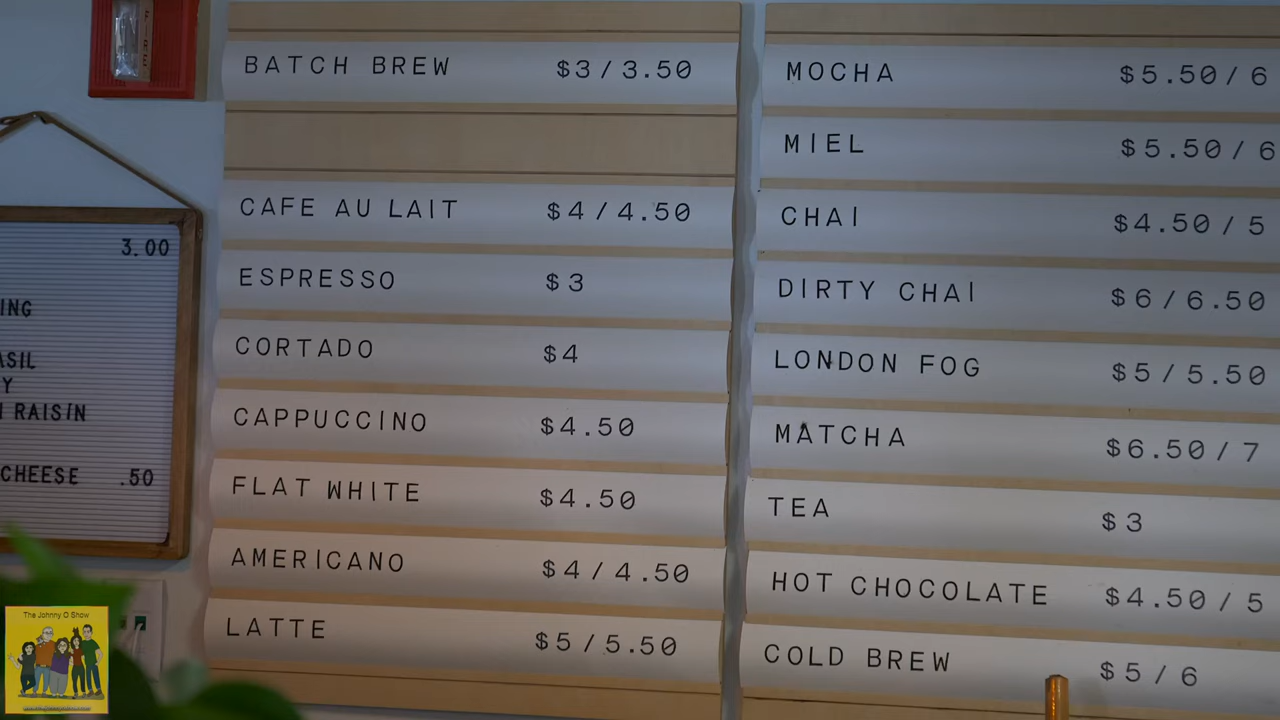 FIRE
3.00
ING
ASIL
Y
RAISIN
CHEESE .50
BATCH BREW $3/3.50
CAFE AU LAIT $4/4.50
ESPRESSO $3
CORTADO $4
CAPPUCCINO $4.50
FLAT WHITE $4.50
AMERICANO $4/4.50
LATTE $5/5.50
MOCHA $5.50/6
MIEL $5.50/6
CHAI $4.50/5
DIRTY CHAI $6/6.50
LONDON FOG $5/5.50
MATCHA $6.50/7
TEA $3
HOT CHOCOLATE $4.50/5
COLD BREW $5/6
The Johnny O Show